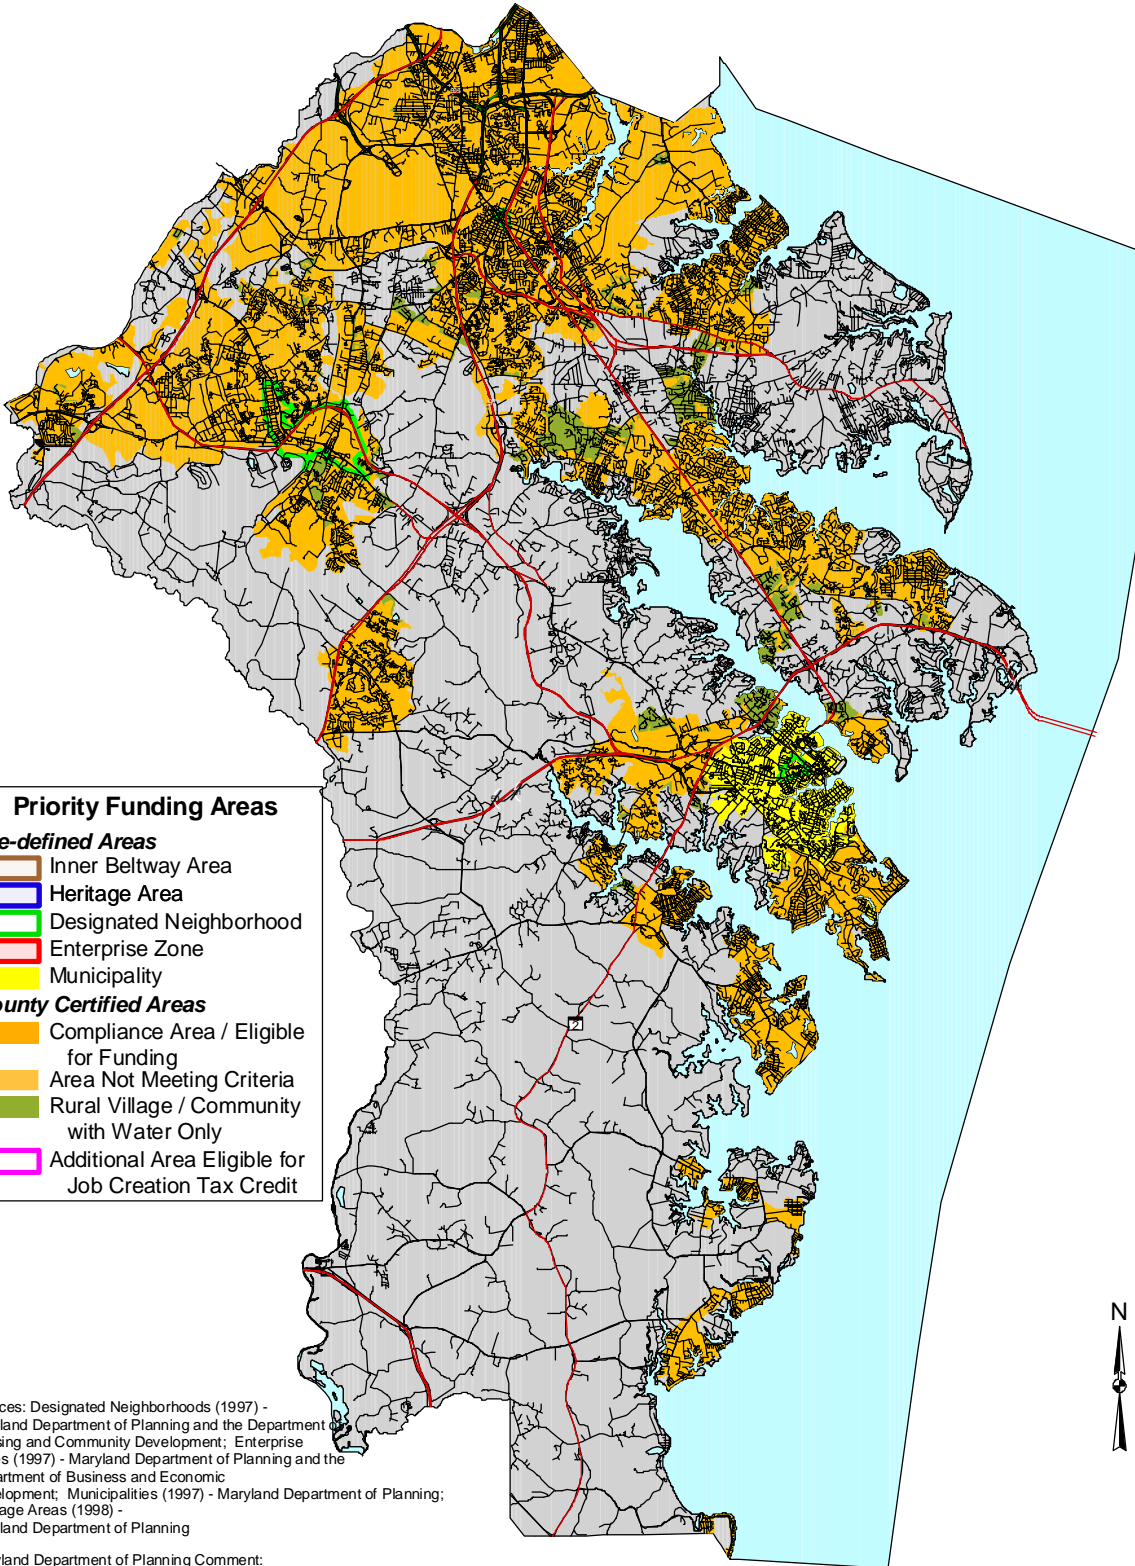 Priority Funding Areas
e-defined Areas
Inner Beltway Area
Heritage Area
Designated Neighborhood
Enterprise Zone
Municipality
ounty Certified Areas
Compliance Area / Eligible
for Funding
Area Not Meeting Criteria
Rural Village / Community
with Water Only
Additional Area Eligible for
Job Creation Tax Credit
2
N
ces: Designated Neighborhoods (1997) -
land Department of Planning and the Department of
sing and Community Development; Enterprise
es (1997) - Maryland Department of Planning and the
artment of Business and Economic
elopment; Municipalities (1997) - Maryland Department of Planning;
age Areas (1998) -
land Department of Planning
yland Department of Planning Comment: